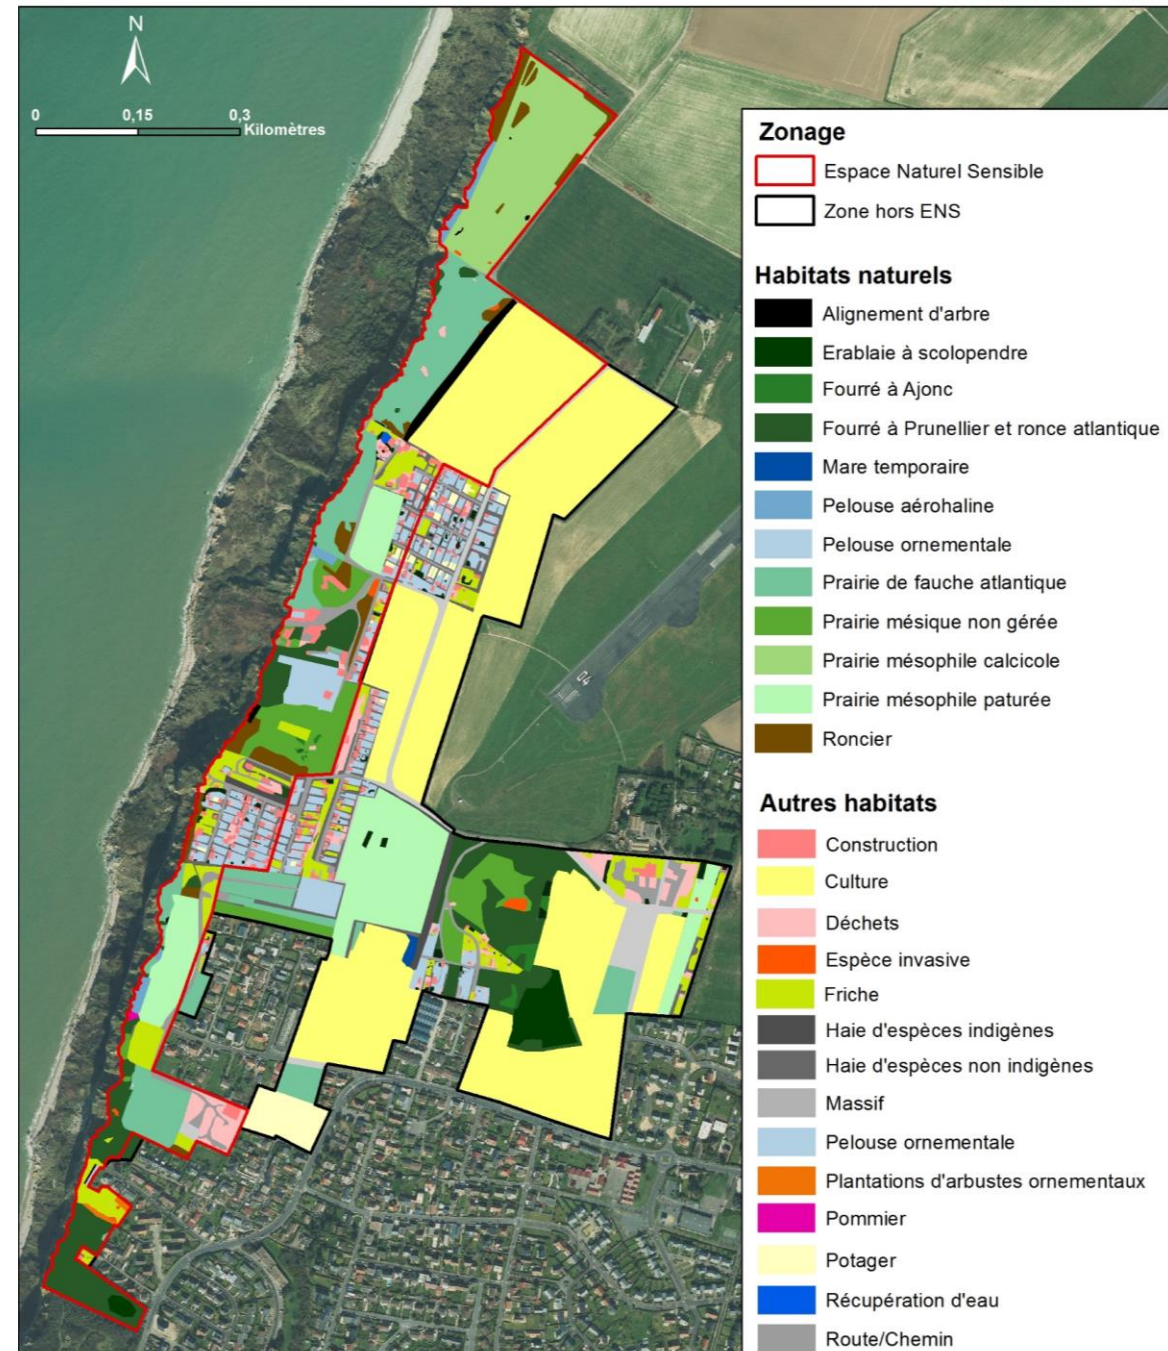 N
0 0,15 0,3
Kilomètres
04
Zonage
Espace Naturel Sensible
Zone hors ENS
Habitats naturels
Alignement d'arbre
Erablaie à scolopendre
Fourré à Ajonc
Fourré à Prunellier et ronce atlantique
Mare temporaire
Pelouse aérohaline
Pelouse ornementale
Prairie de fauche atlantique
Prairie mésique non gérée
Prairie mésophile calcicole
Prairie mésophile paturée
Roncier
Autres habitats
Construction
Culture
Déchets
Espèce invasive
Friche
Haie d'espèces indigènes
Haie d'espèces non indigènes
Massif
Pelouse ornementale
Plantations d'arbustes ornementaux
Pommier
Potager
Récupération d'eau
Route/Chemin